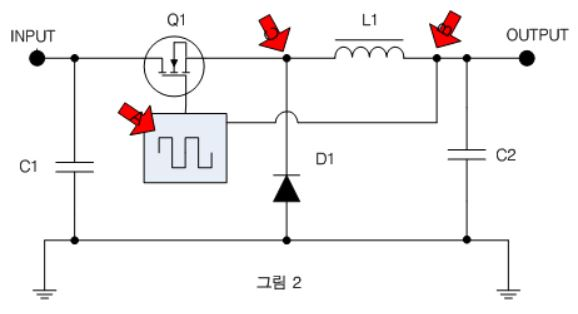 Q1
L1
INPUT
OUTPUT
C1
D1
C2
그림 2